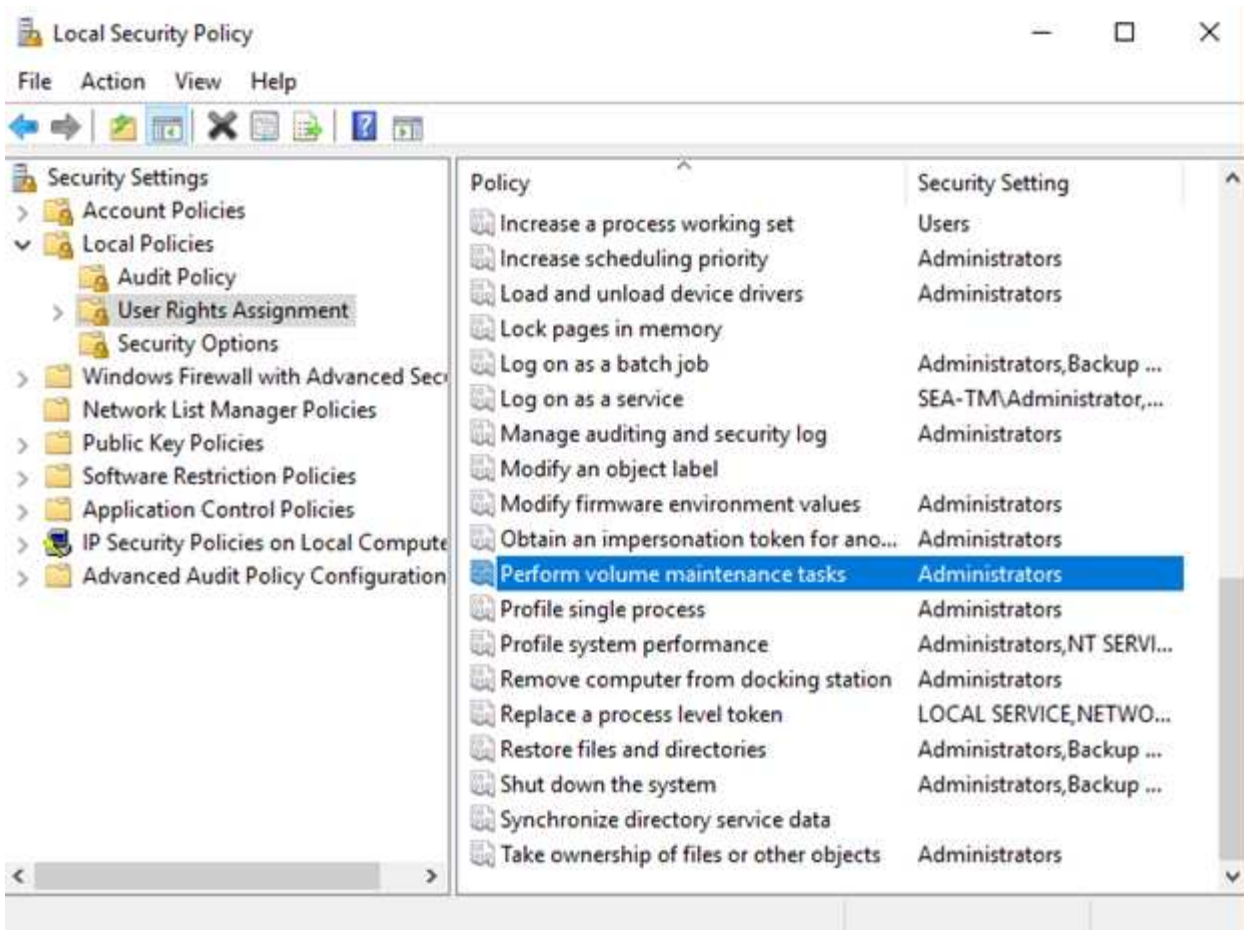 Local Security Policy
File Action View Help
Security Settings
Account Policies
Local Policies
Audit Policy
User Rights Assignment
Security Options
Windows Firewall with Advanced Sec
Network List Manager Policies
Public Key Policies
Software Restriction Policies
Application Control Policies
IP Security Policies on Local Compute
Advanced Audit Policy Configuration
Policy Security Setting
Increase a process working set Users
Increase scheduling priority Administrators
Load and unload device drivers Administrators
Lock pages in memory
Log on as a batch job Administrators,Backup ...
Log on as a service SEA-TM\Administrator,...
Manage auditing and security log Administrators
Modify an object label
Modify firmware environment values Administrators
Obtain an impersonation token for ano... Administrators
Perform volume maintenance tasks Administrators
Profile single process Administrators
Profile system performance Administrators,NT SERVI...
Remove computer from docking station Administrators
Replace a process level token LOCAL SERVICE,NETWO...
Restore files and directories Administrators,Backup ...
Shut down the system Administrators,Backup ...
Synchronize directory service data
Take ownership of files or other objects Administrators